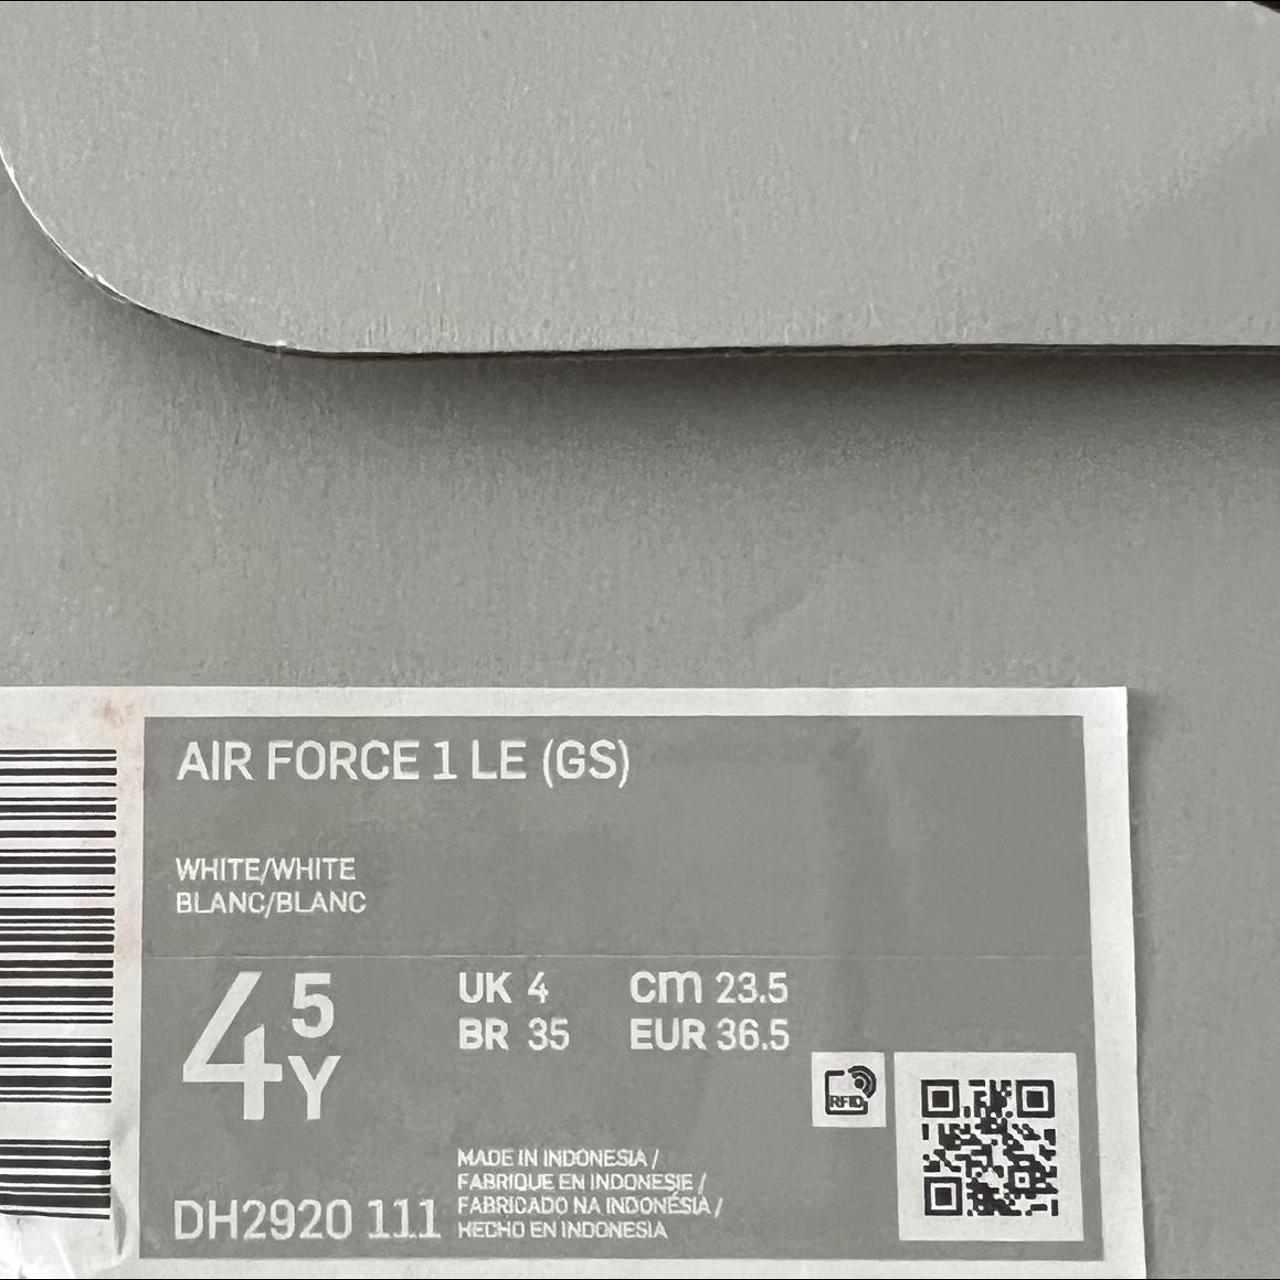 AIR FORCE 1 LE (GS)
WHITE/WHITE
BLANC/BLANC
4 5 Y
UK 4 cm 23.5
BR 35 EUR 36.5
RFID
MADE IN INDONESIA /
FABRIQUE EN INDONESIE /
FABRICADO NA INDONÉSIA /
HECHO EN INDONESIA
DH2920 111